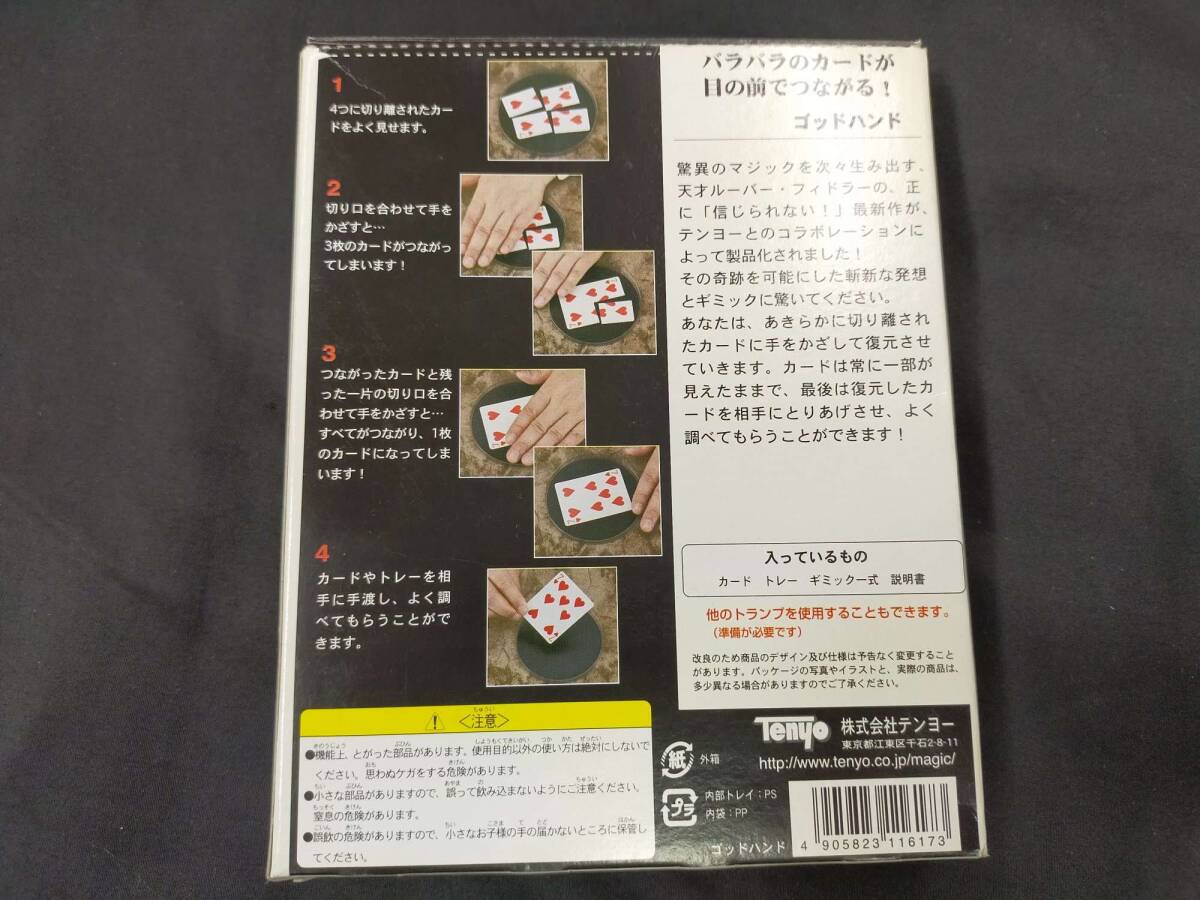 1
4つに切り離されたカー
ドをよく見せます。
2
切り口を合わせて手を
かざすと…
3枚のカードがつながっ
てしまいます！
3
つながったカードと残
った一片の切り口を合
わせて手をかざすと…
すべてがつながり、1枚
のカードになってしま
います！
4
カードやトレーを相
手に手渡し、よく調
べてもらうことがで
きます。
バラバラのカードが
目の前でつながる！
ゴッドハンド
驚異のマジックを次々生み出す、
天才ルーバー・フィドラーの、正
に「信じられない！」最新作が、
テンヨーとのコラボレーションに
よって製品化されました！
その奇跡を可能にした斬新な発想
とギミックに驚いてください。
あなたは、あきらかに切り離され
たカードに手をかざして復元させ
ていきます。カードは常に一部が
見えたままで、最後は復元したカ
ードを相手にとりあげさせ、よく
調べてもらうことができます！
入っているもの
カード トレー ギミック一式 説明書
他のトランプを使用することもできます。
（準備が必要です）
改良のため商品のデザイン及び仕様は予告なく変更すること
があります。パッケージの写真やイラストと、実際の商品は、
多少異なる場合がありますのでご了承ください。
<注意>
●機能上、とがった部品があります。使用目的以外の使い方は絶対にしないで
ください。思わぬケガをする危険があります。
●小さな部品がありますので、誤って飲み込まないようにご注意ください。
窒息の危険があります。
●誤飲の危険がありますので、小さなお子様の手の届かないところに保管し
てください。
Tenyo 株式会社テンヨー
東京都江東区千石2-8-11
http://www.tenyo.co.jp/magic/
紙 外箱
プラ 内部トレイ：PS
内袋：PP
ゴッドハンド
4 905823 116173